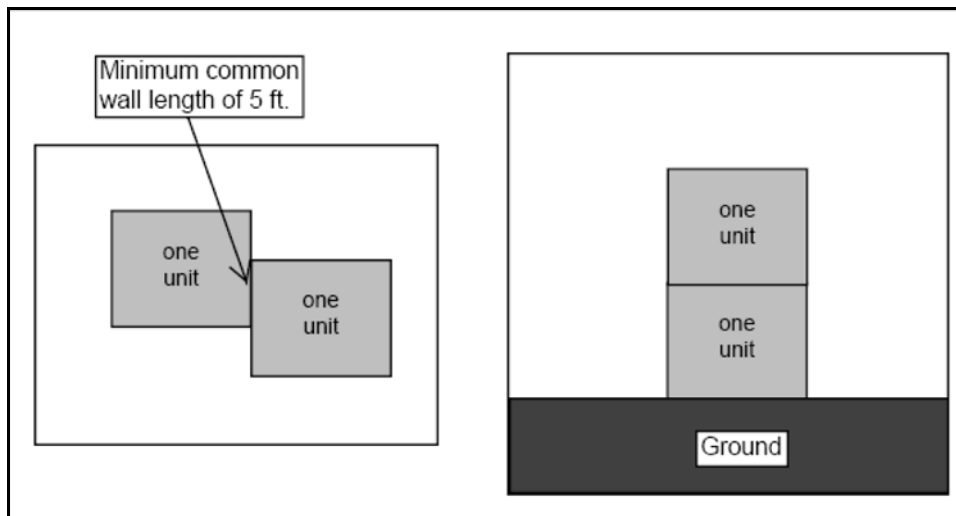 Minimum common
wall length of 5 ft.
one
unit
one
unit
one
unit
one
unit
Ground